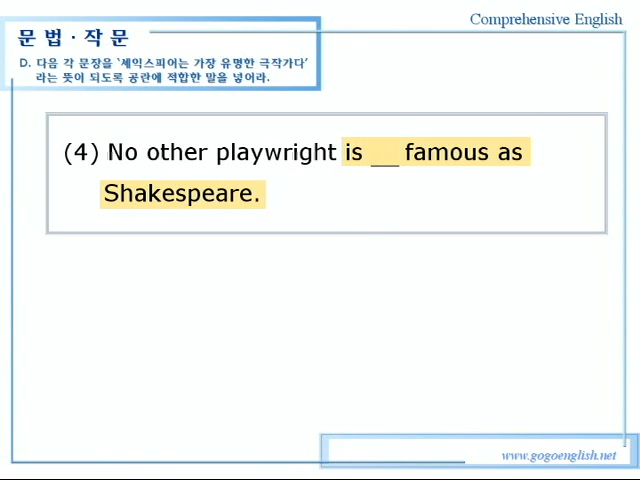 Comprehensive English
문 법 · 작 문
D. 다음 각 문장을 '셰익스피어는 가장 유명한 극작가다'
라는 뜻이 되도록 공란에 적합한 말을 넣어라.
(4) No other playwright is __ famous as
Shakespeare.
www.gogoenglish.net